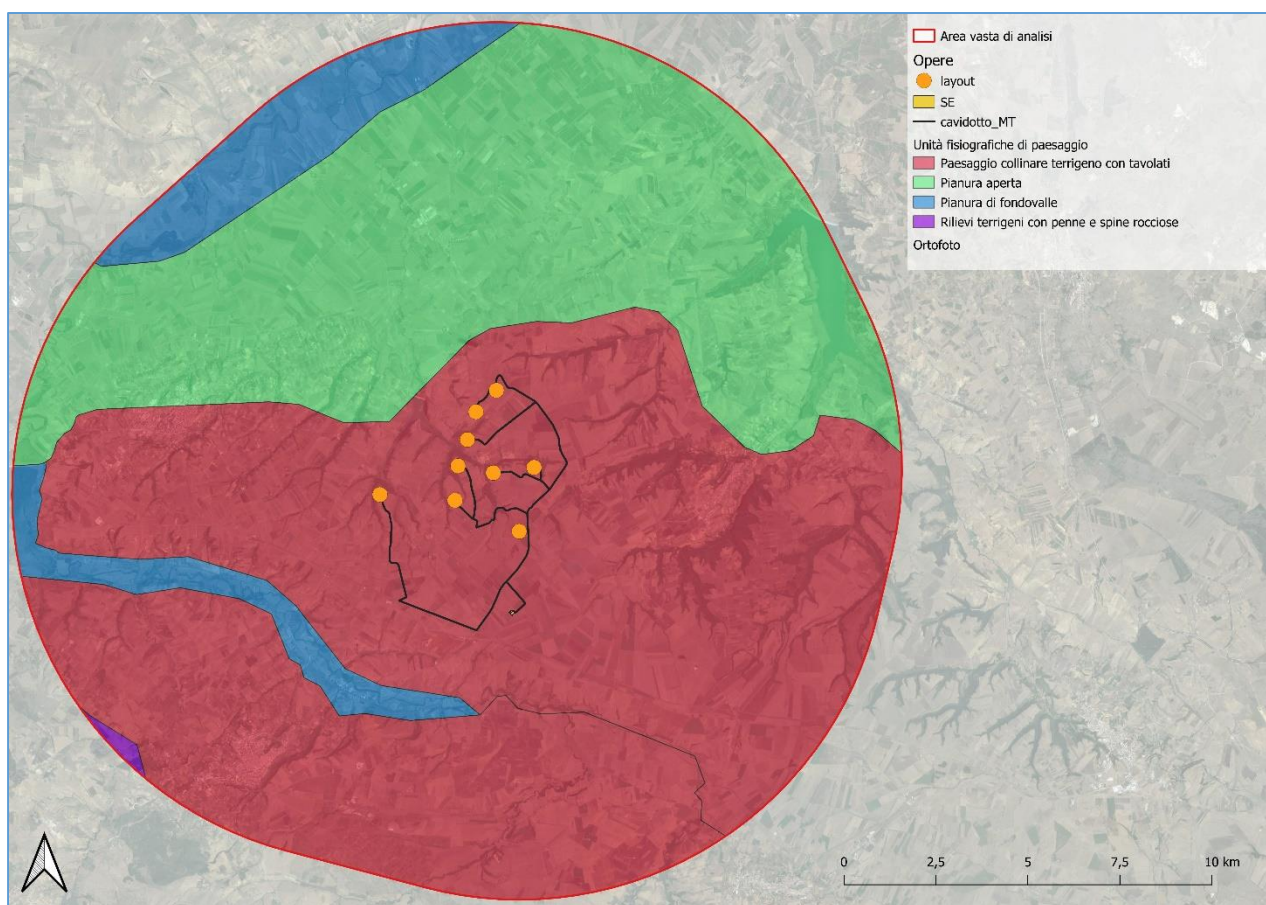 Area vasta di analisi
Opere
layout
SE
cavidotto_MT
Unità fisiografiche di paesaggio
Paesaggio collinare terrigeno con tavolati
Pianura aperta
Pianura di fondovalle
Rilievi terrigeni con penne e spine rocciose
Ortofoto
0 2,5 5 7,5 10 km